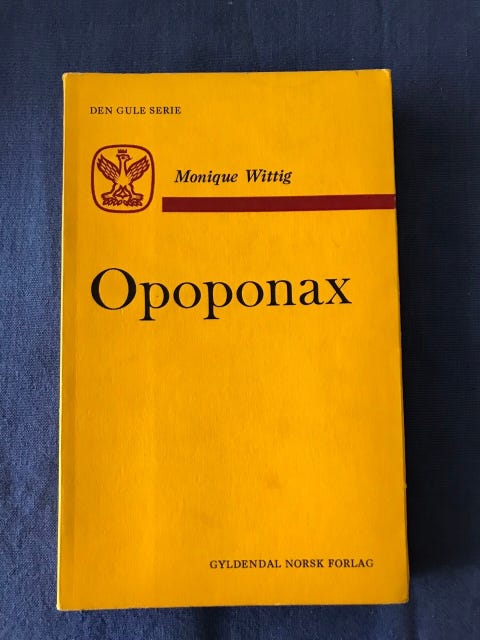 DEN GULE SERIE
Monique Wittig
Opoponax
GYLDENDAL NORSK FORLAG